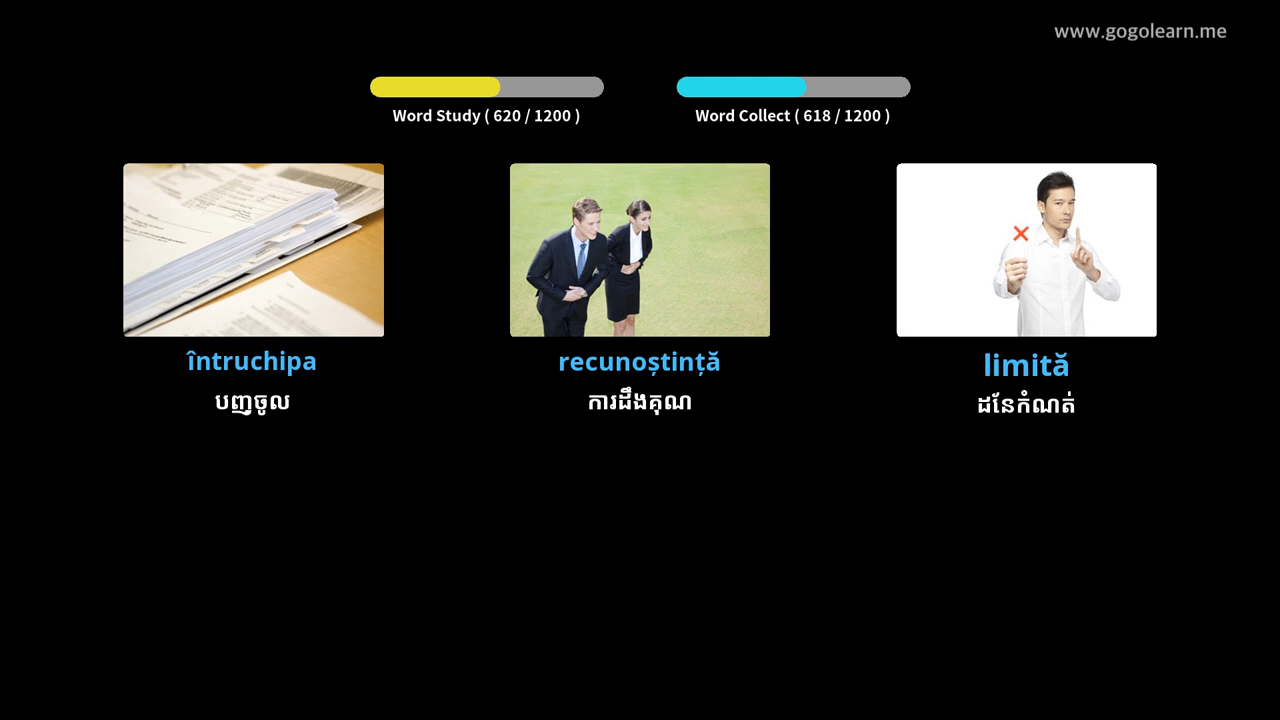 www.gogolearn.me
Word Study ( 620 / 1200 )
Word Collect ( 618 / 1200 )
întruchipa
recunoștință
limită
បញ្ចូល
ការដឹងគុណ
ដែនកំណត់